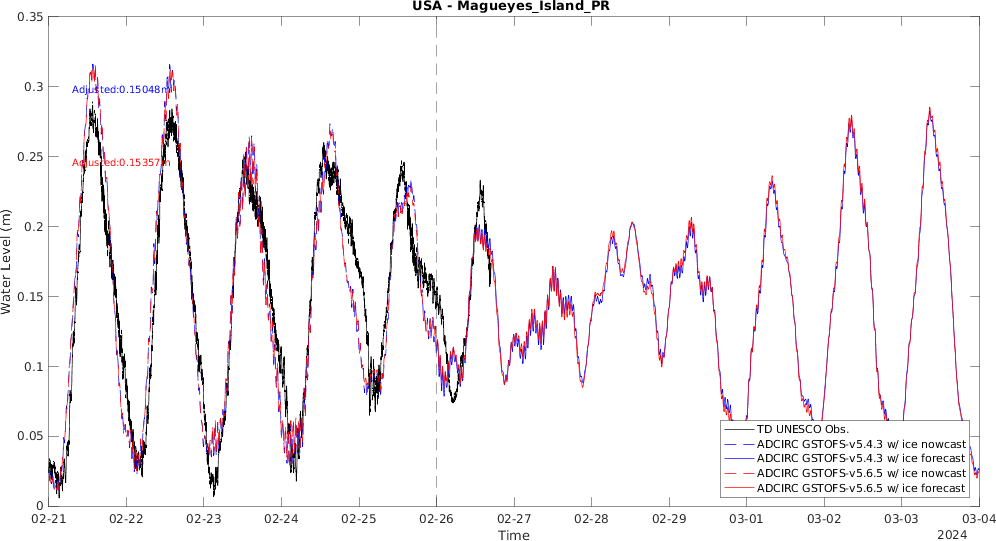 USA - Magueyes_Island_PR
0.35
0.3
0.25
0.2
0.15
0.1
0.05
0
Water Level (m)
Adjusted:0.15048m
Adjusted:0.15357m
TD UNESCO Obs.
ADCIRC GSTOFS-v5.4.3 w/ ice nowcast
ADCIRC GSTOFS-v5.4.3 w/ ice forecast
ADCIRC GSTOFS-v5.6.5 w/ ice nowcast
ADCIRC GSTOFS-v5.6.5 w/ ice forecast
02-21 02-22 02-23 02-24 02-25 02-26 02-27 02-28 02-29 03-01 03-02 03-03 03-04
Time
2024